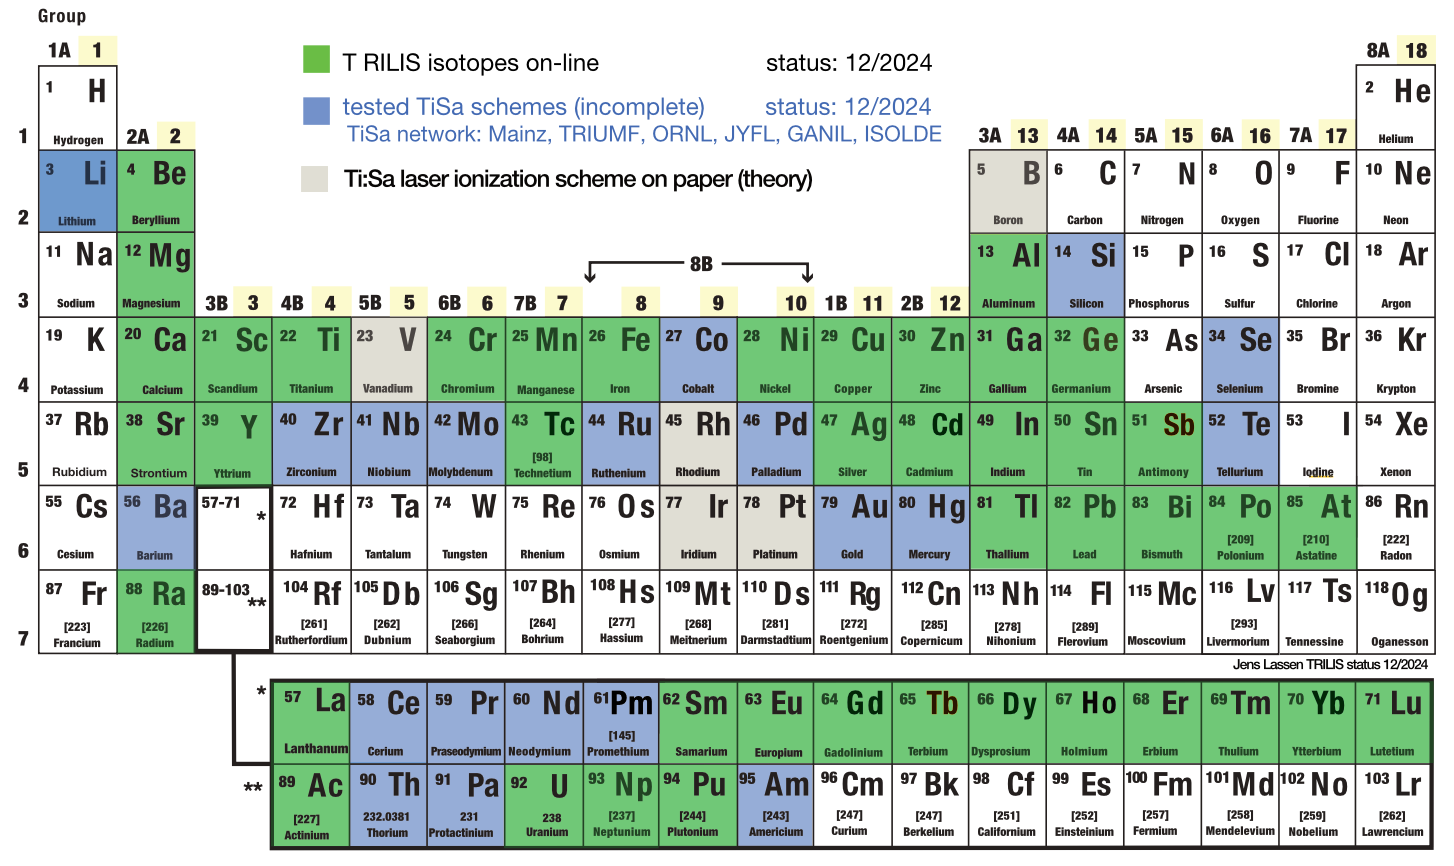 Group
1A 1
8A 18
T RILIS isotopes on-line status: 12/2024
tested TiSa schemes (incomplete) status: 12/2024
TiSa network: Mainz, TRIUMF, ORNL, JYFL, GANIL, ISOLDE
Ti:Sa laser ionization scheme on paper (theory)
1 H 2 He
1 Hydrogen 2A 2 3A 13 4A 14 5A 15 6A 16 7A 17 Helium
3 Li 4 Be 5 B 6 C 7 N 8 O 9 F 10 Ne
2 Lithium Beryllium Boron Carbon Nitrogen Oxygen Fluorine Neon
11 Na 12 Mg 13 Al 14 Si 15 P 16 S 17 Cl 18 Ar
8B
3 Sodium Magnesium 3B 3 4B 4 5B 5 6B 6 7B 7 8 9 10 1B 11 2B 12 Aluminum Silicon Phosphorus Sulfur Chlorine Argon
19 K 20 Ca 21 Sc 22 Ti 23 V 24 Cr 25 Mn 26 Fe 27 Co 28 Ni 29 Cu 30 Zn 31 Ga 32 Ge 33 As 34 Se 35 Br 36 Kr
4 Potassium Calcium Scandium Titanium Vanadium Chromium Manganese Iron Cobalt Nickel Copper Zinc Gallium Germanium Arsenic Selenium Bromine Krypton
37 Rb 38 Sr 39 Y 40 Zr 41 Nb 42 Mo 43 Tc 44 Ru 45 Rh 46 Pd 47 Ag 48 Cd 49 In 50 Sn 51 Sb 52 Te 53 I 54 Xe
[98]
5 Rubidium Strontium Yttrium Zirconium Niobium Molybdenum Technetium Ruthenium Rhodium Palladium Silver Cadmium Indium Tin Antimony Tellurium Iodine Xenon
55 Cs 56 Ba 57-71 * 72 Hf 73 Ta 74 W 75 Re 76 Os 77 Ir 78 Pt 79 Au 80 Hg 81 Tl 82 Pb 83 Bi 84 Po 85 At 86 Rn
[209] [210] [222]
6 Cesium Barium Hafnium Tantalum Tungsten Rhenium Osmium Iridium Platinum Gold Mercury Thallium Lead Bismuth Polonium Astatine Radon
87 Fr 88 Ra 89-103 ** 104 Rf 105 Db 106 Sg 107 Bh 108 Hs 109 Mt 110 Ds 111 Rg 112 Cn 113 Nh 114 Fl 115 Mc 116 Lv 117 Ts 118 Og
[223] [226] [261] [262] [266] [264] [277] [268] [281] [272] [285] [278] [289] [293]
7 Francium Radium Rutherfordium Dubnium Seaborgium Bohrium Hassium Meitnerium Darmstadtium Roentgenium Copernicum Nihonium Flerovium Moscovium Livermorium Tennessine Oganesson
Jens Lassen TRILIS status 12/2024
* 57 La 58 Ce 59 Pr 60 Nd 61 Pm 62 Sm 63 Eu 64 Gd 65 Tb 66 Dy 67 Ho 68 Er 69 Tm 70 Yb 71 Lu
[145]
Lanthanum Cerium Praseodymium Neodymium Promethium Samarium Europium Gadolinium Terbium Dysprosium Holmium Erbium Thulium Ytterbium Lutetium
** 89 Ac 90 Th 91 Pa 92 U 93 Np 94 Pu 95 Am 96 Cm 97 Bk 98 Cf 99 Es 100 Fm 101 Md 102 No 103 Lr
[227] 232.0381 231 238 [237] [244] [243] [247] [247] [251] [252] [257] [258] [259] [262]
Actinium Thorium Protactinium Uranium Neptunium Plutonium Americium Curium Berkelium Californium Einsteinium Fermium Mendelevium Nobelium Lawrencium